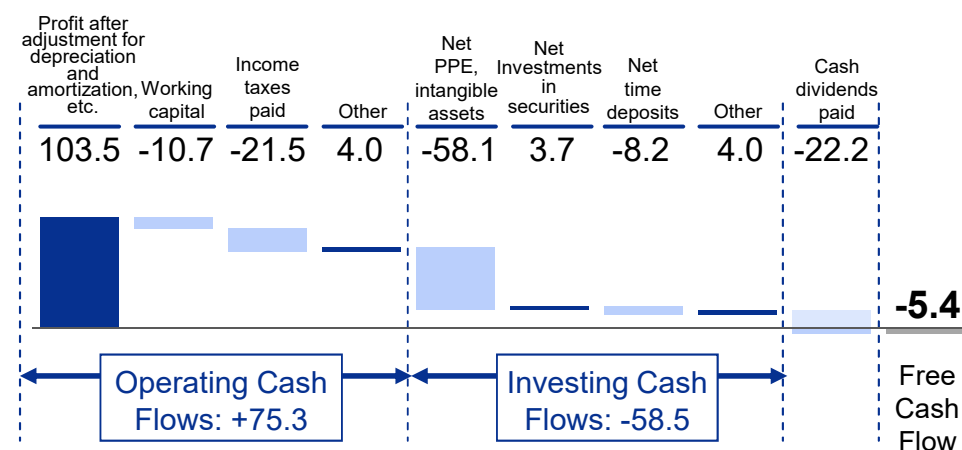 Profit after
adjustment for
depreciation
and
amortization,
etc.
Working
capital
Income
taxes
paid
Other
Net
PPE,
intangible
assets
Net
Investments
in
securities
Net
time
deposits
Other
Cash
dividends
paid
103.5 -10.7 -21.5 4.0 -58.1 3.7 -8.2 4.0 -22.2
-5.4
Operating Cash
Flows: +75.3
Investing Cash
Flows: -58.5
Free
Cash
Flow